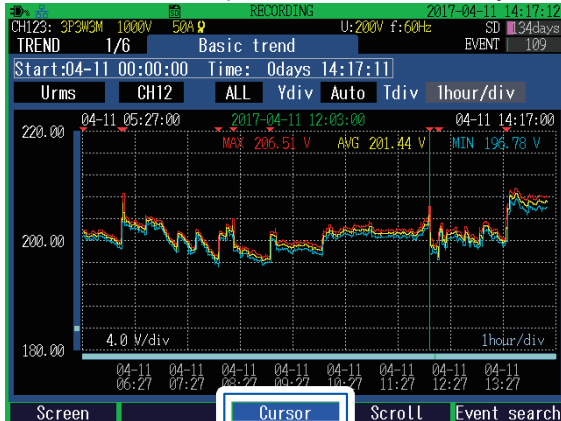 RECORDING 2017-04-11 14:17:12
CH123: 3P3W3M 1000V 50A U:200V f:60Hz SD 134days
TREND 1/6 Basic trend EVENT 109
Start:04-11 00:00:00 Time: 0days 14:17:11
Urms CH12 ALL Ydiv Auto Tdiv 1hour/div
04-11 05:27:00 2017-04-11 12:03:00 04-11 14:17:00
220.00 MAX 206.51 V AVG 201.44 V MIN 196.78 V
200.00
4.0 V/div 1hour/div
180.00
04-11 04-11 04-11 04-11 04-11 04-11 04-11 04-11
06:27 07:27 08:27 09:27 10:27 11:27 12:27 13:27
Screen Cursor Scroll Event search